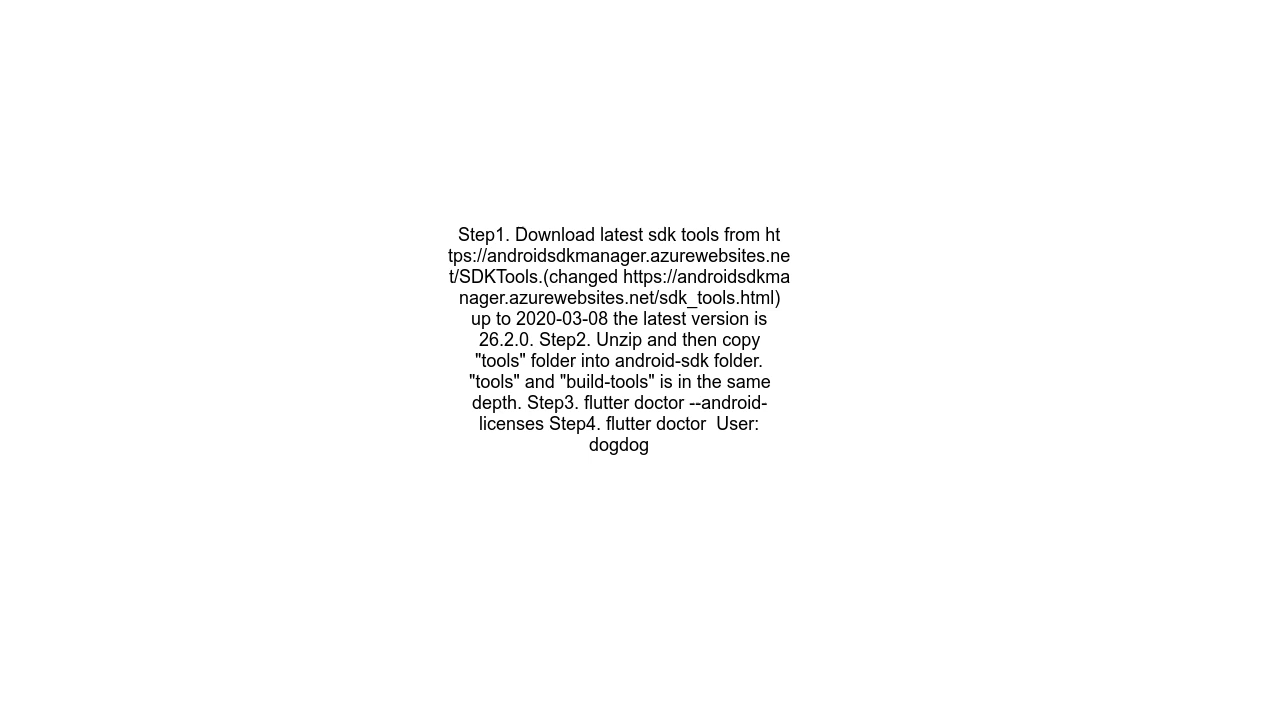 Step1. Download latest sdk tools from ht
tps://androidsdkmanager.azurewebsites.ne
t/SDKTools.(changed https://androidsdkma
nager.azurewebsites.net/sdk_tools.html)
up to 2020-03-08 the latest version is
26.2.0. Step2. Unzip and then copy
"tools" folder into android-sdk folder.
"tools" and "build-tools" is in the same
depth. Step3. flutter doctor --android-
licenses Step4. flutter doctor  User:
dogdog